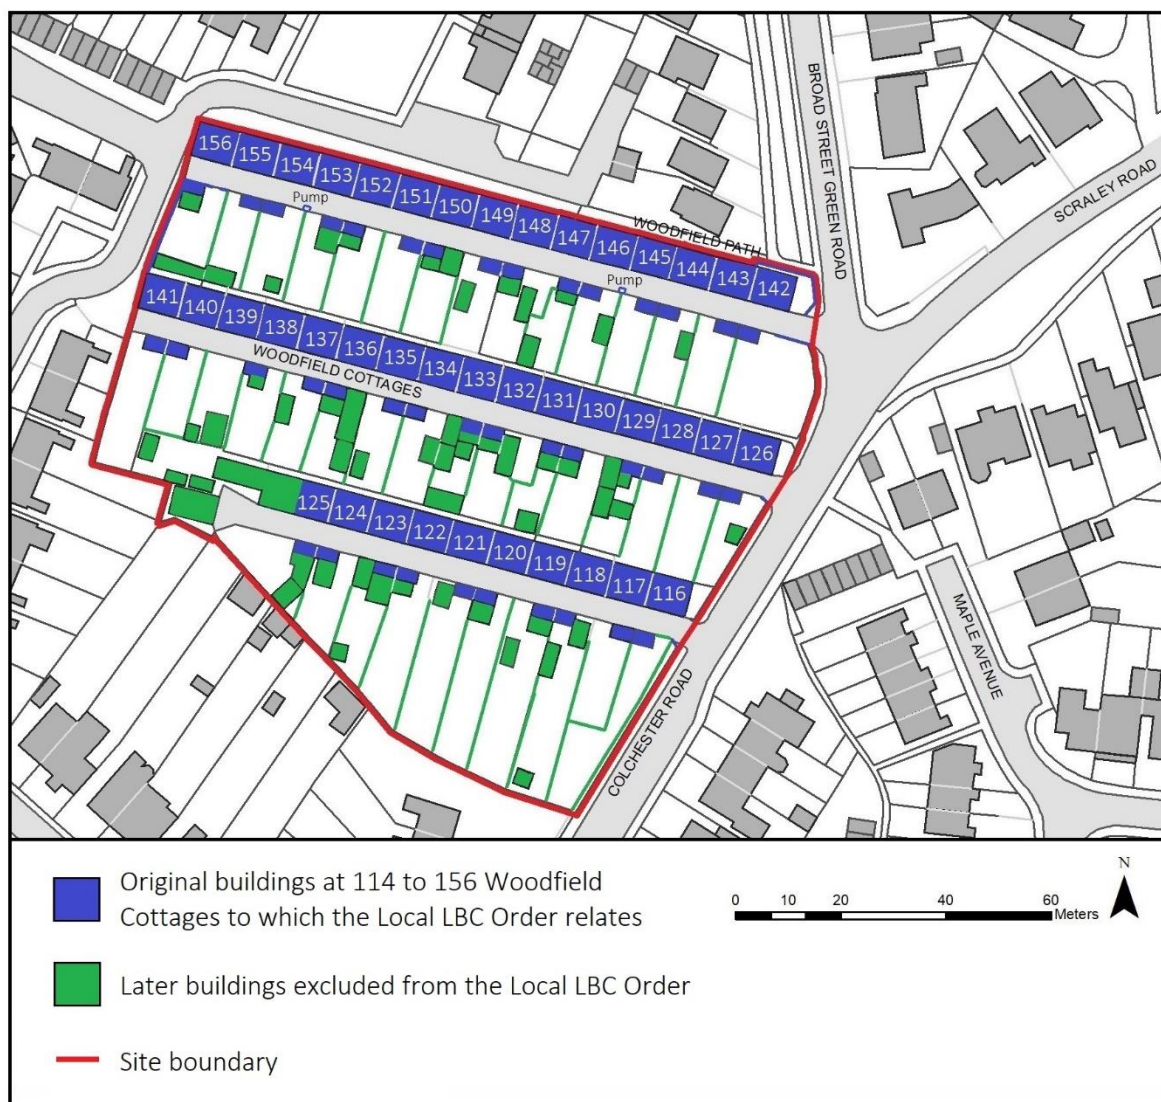 BROAD STREET GREEN ROAD
SCRALEY ROAD
WOODFIELD PATH
156 155 154 153 152 151 150 149 148 147 146 145 144 143 142
Pump
Pump
141 140 139 138 137 136 135 134 133 132 131 130 129 128 127 126
WOODFIELD COTTAGES
125 124 123 122 121 120 119 118 117 116
MAPLE AVENUE
COLCHESTER ROAD
Original buildings at 114 to 156 Woodfield
Cottages to which the Local LBC Order relates
Later buildings excluded from the Local LBC Order
Site boundary
0 10 20 40 60
Meters
N